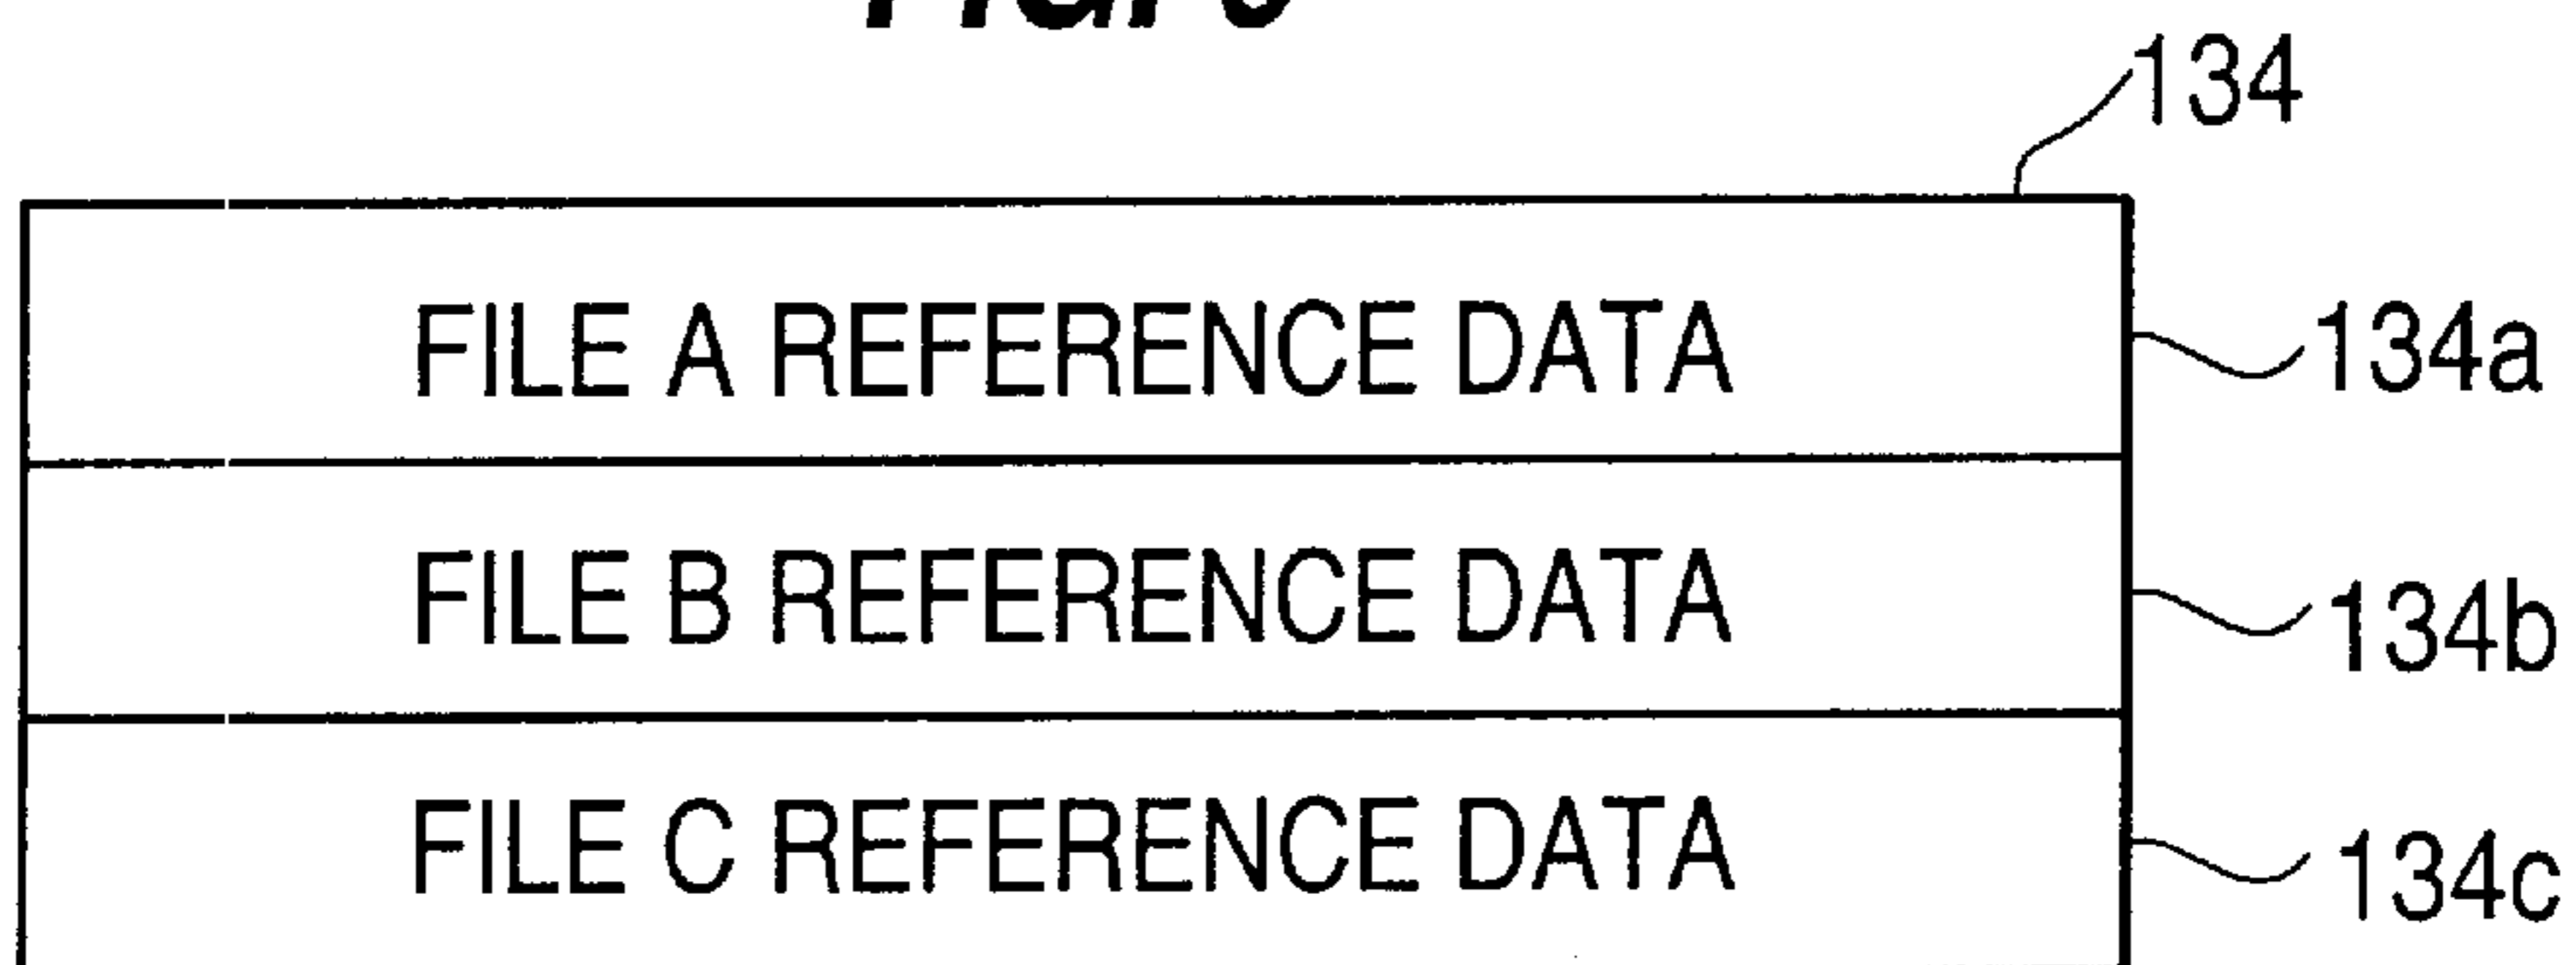 134
FILE A REFERENCE DATA 134a
FILE B REFERENCE DATA 134b
FILE C REFERENCE DATA 134c